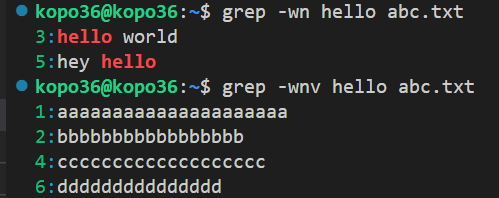 kopo36@kopo36:~$ grep -wn hello abc.txt
3:hello world
5:hey hello
kopo36@kopo36:~$ grep -wnv hello abc.txt
1:aaaaaaaaaaaaaaaaaaaaa
2:bbbbbbbbbbbbbbbbb
4:ccccccccccccccccccc
6:ddddddddddddddd